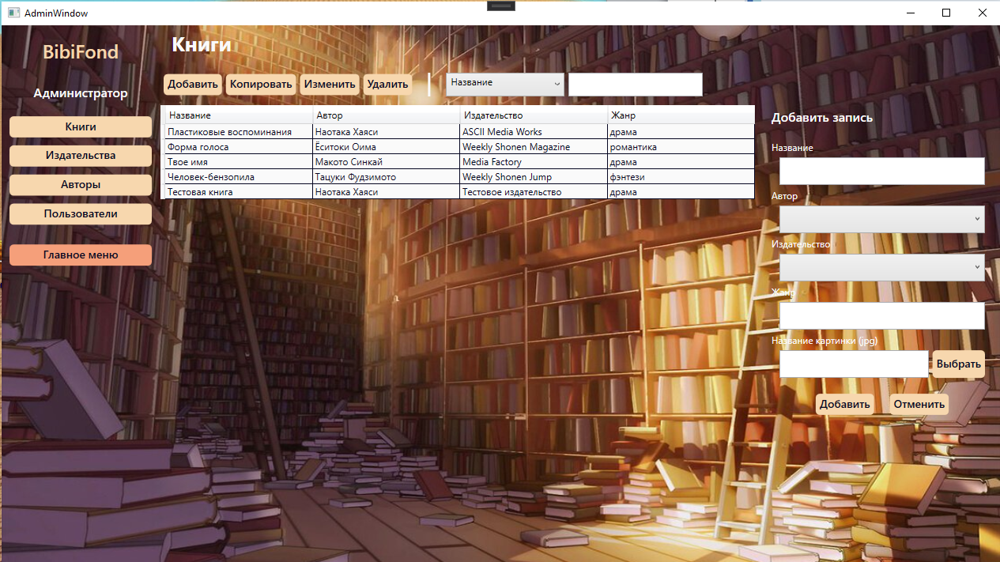 AdminWindow
BibiFond
Администратор
Книги
Издательства
Авторы
Пользователи
Главное меню
Книги
Добавить Копировать Изменить Удалить Название
Название Автор Издательство Жанр
Пластиковые воспоминания Наотака Хаяси ASCII Media Works драма
Форма голоса Ёситоки Оима Weekly Shonen Magazine романтика
Твое имя Макото Синкай Media Factory драма
Человек-бензопила Тацуки Фудзимото Weekly Shonen Jump фэнтези
Тестовая книга Наотака Хаяси Тестовое издательство драма
Добавить запись
Название
Автор
Издательство
Жанр
Название картинки (jpg)
Выбрать
Добавить Отменить